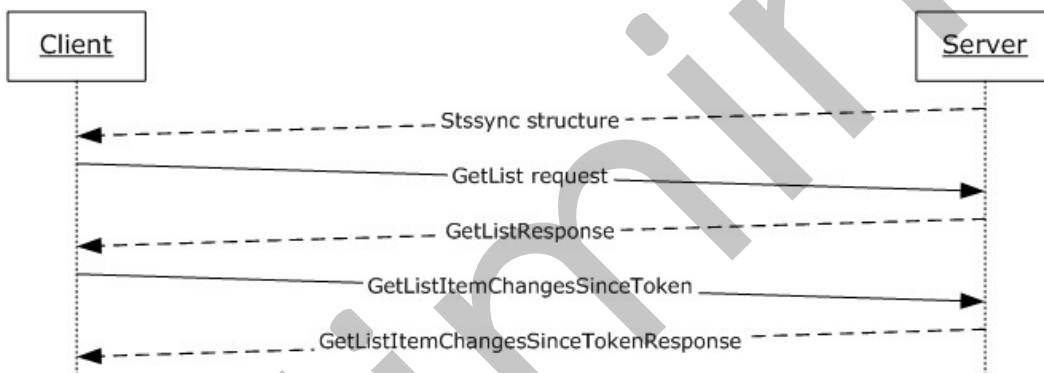 Client
Server
Stssync structure
GetList request
GetListResponse
GetListItemChangesSinceToken
GetListItemChangesSinceTokenResponse